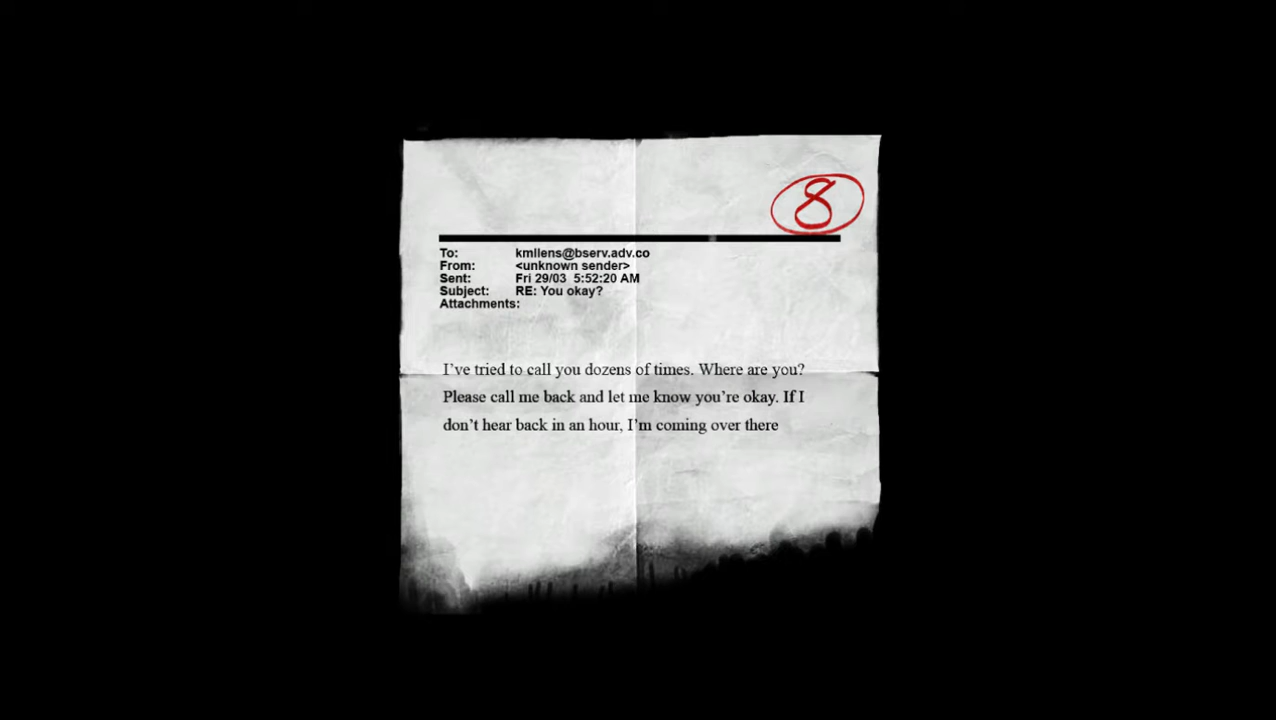 8
To: kmllens@bserv.adv.co
From: <unknown sender>
Sent: Fri 29/03 5:52:20 AM
Subject: RE: You okay?
Attachments:
I've tried to call you dozens of times. Where are you?
Please call me back and let me know you're okay. If I
don't hear back in an hour, I'm coming over there